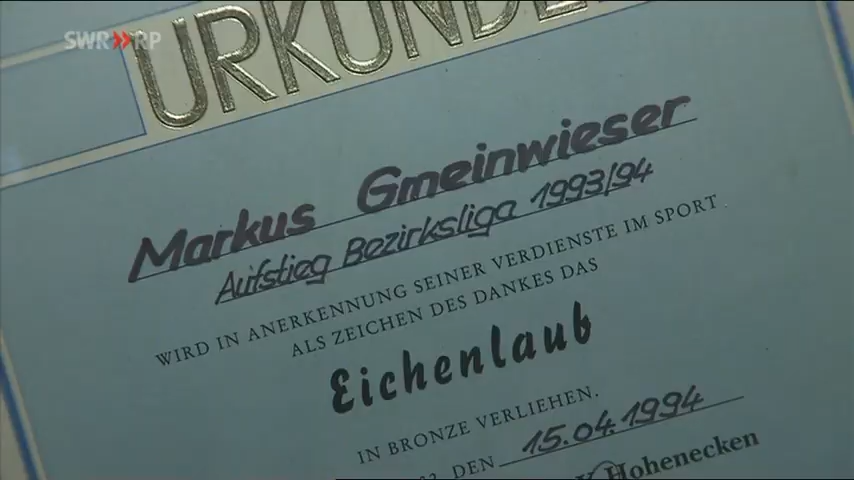 SWR»RP
URKUNDE
Markus Gmeinwieser
Aufstieg Bezirksliga 1993/94
WIRD IN ANERKENNUNG SEINER VERDIENSTE IM SPORT
ALS ZEICHEN DES DANKES DAS
Eichenlaub
IN BRONZE VERLIEHEN.
DEN 15.04.1994
Hohenecken